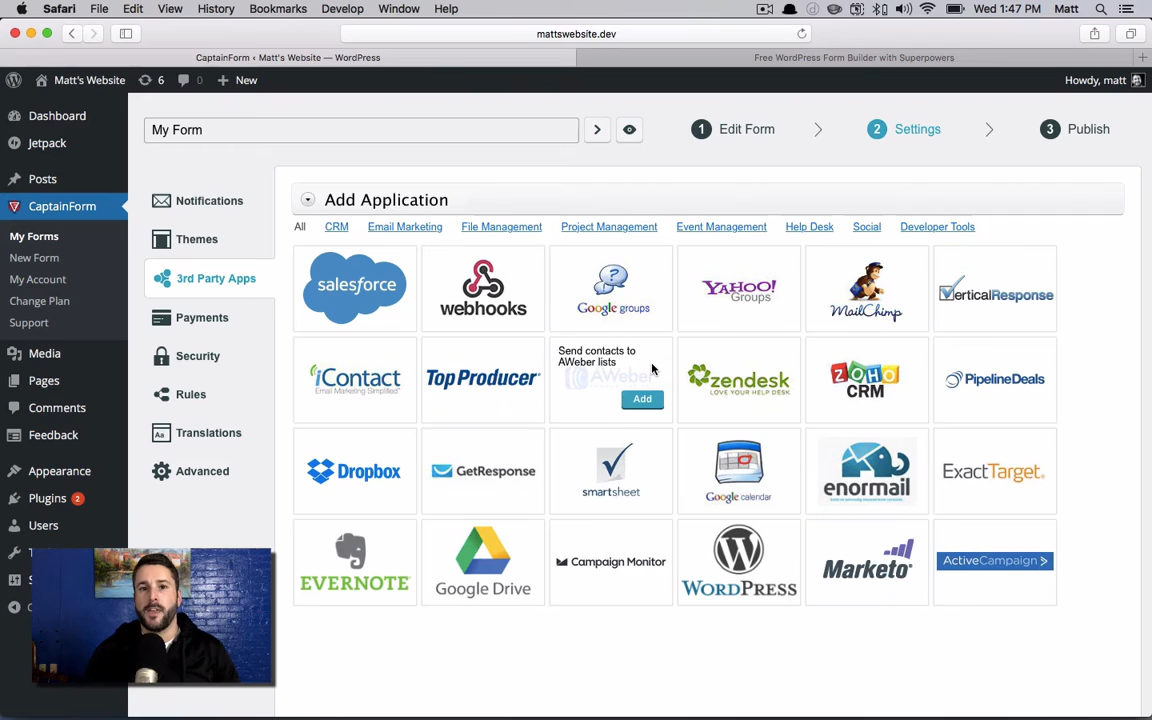 Safari File Edit View History Bookmarks Develop Window Help Wed 1:47 PM Matt
mattswebsite.dev
CaptainForm ‹ Matt's Website — WordPress
Free WordPress Form Builder with Superpowers
Matt's Website 6 0 New
Howdy, matt
Dashboard
Jetpack
Posts
CaptainForm
My Forms
New Form
My Account
Change Plan
Support
Media
Pages
Comments
Feedback
Appearance
Plugins 2
Users
My Form
1 Edit Form
2 Settings
3 Publish
Notifications
Themes
3rd Party Apps
Payments
Security
Rules
Translations
Aa
Advanced
Add Application
All CRM Email Marketing File Management Project Management Event Management Help Desk Social Developer Tools
salesforce
webhooks
Google groups
YAHOO!
GROUPS
MailChimp
VerticalResponse
iContact
Email Marketing Simplified
Top Producer
Send contacts to
AWeber lists
AWeber
Add
zendesk
LOVE YOUR HELP DESK
ZOHO
CRM
PipelineDeals
Dropbox
GetResponse
smartsheet
Google calendar
enormail
ExactTarget.
EVERNOTE
Google Drive
Campaign Monitor
WORDPRESS
Marketo
ActiveCampaign >